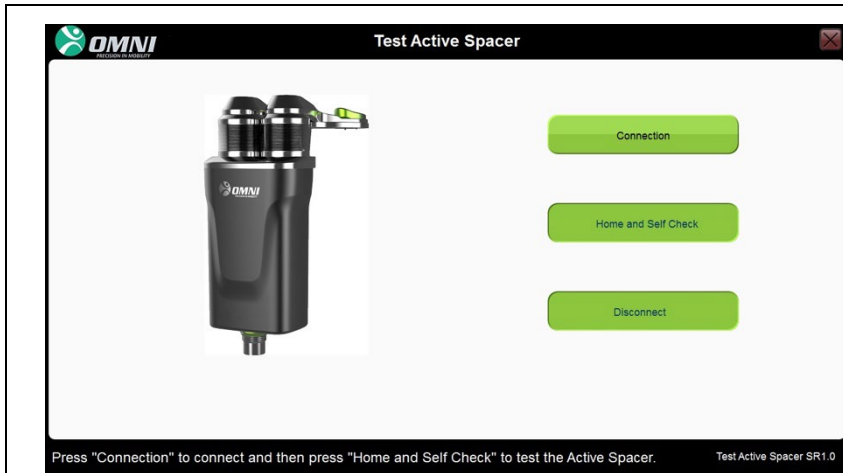 OMNI
PRECISION IN MOBILITY
Test Active Spacer
Connection
OMNI
Home and Self Check
Disconnect
Press "Connection" to connect and then press "Home and Self Check" to test the Active Spacer.
Test Active Spacer SR1.0